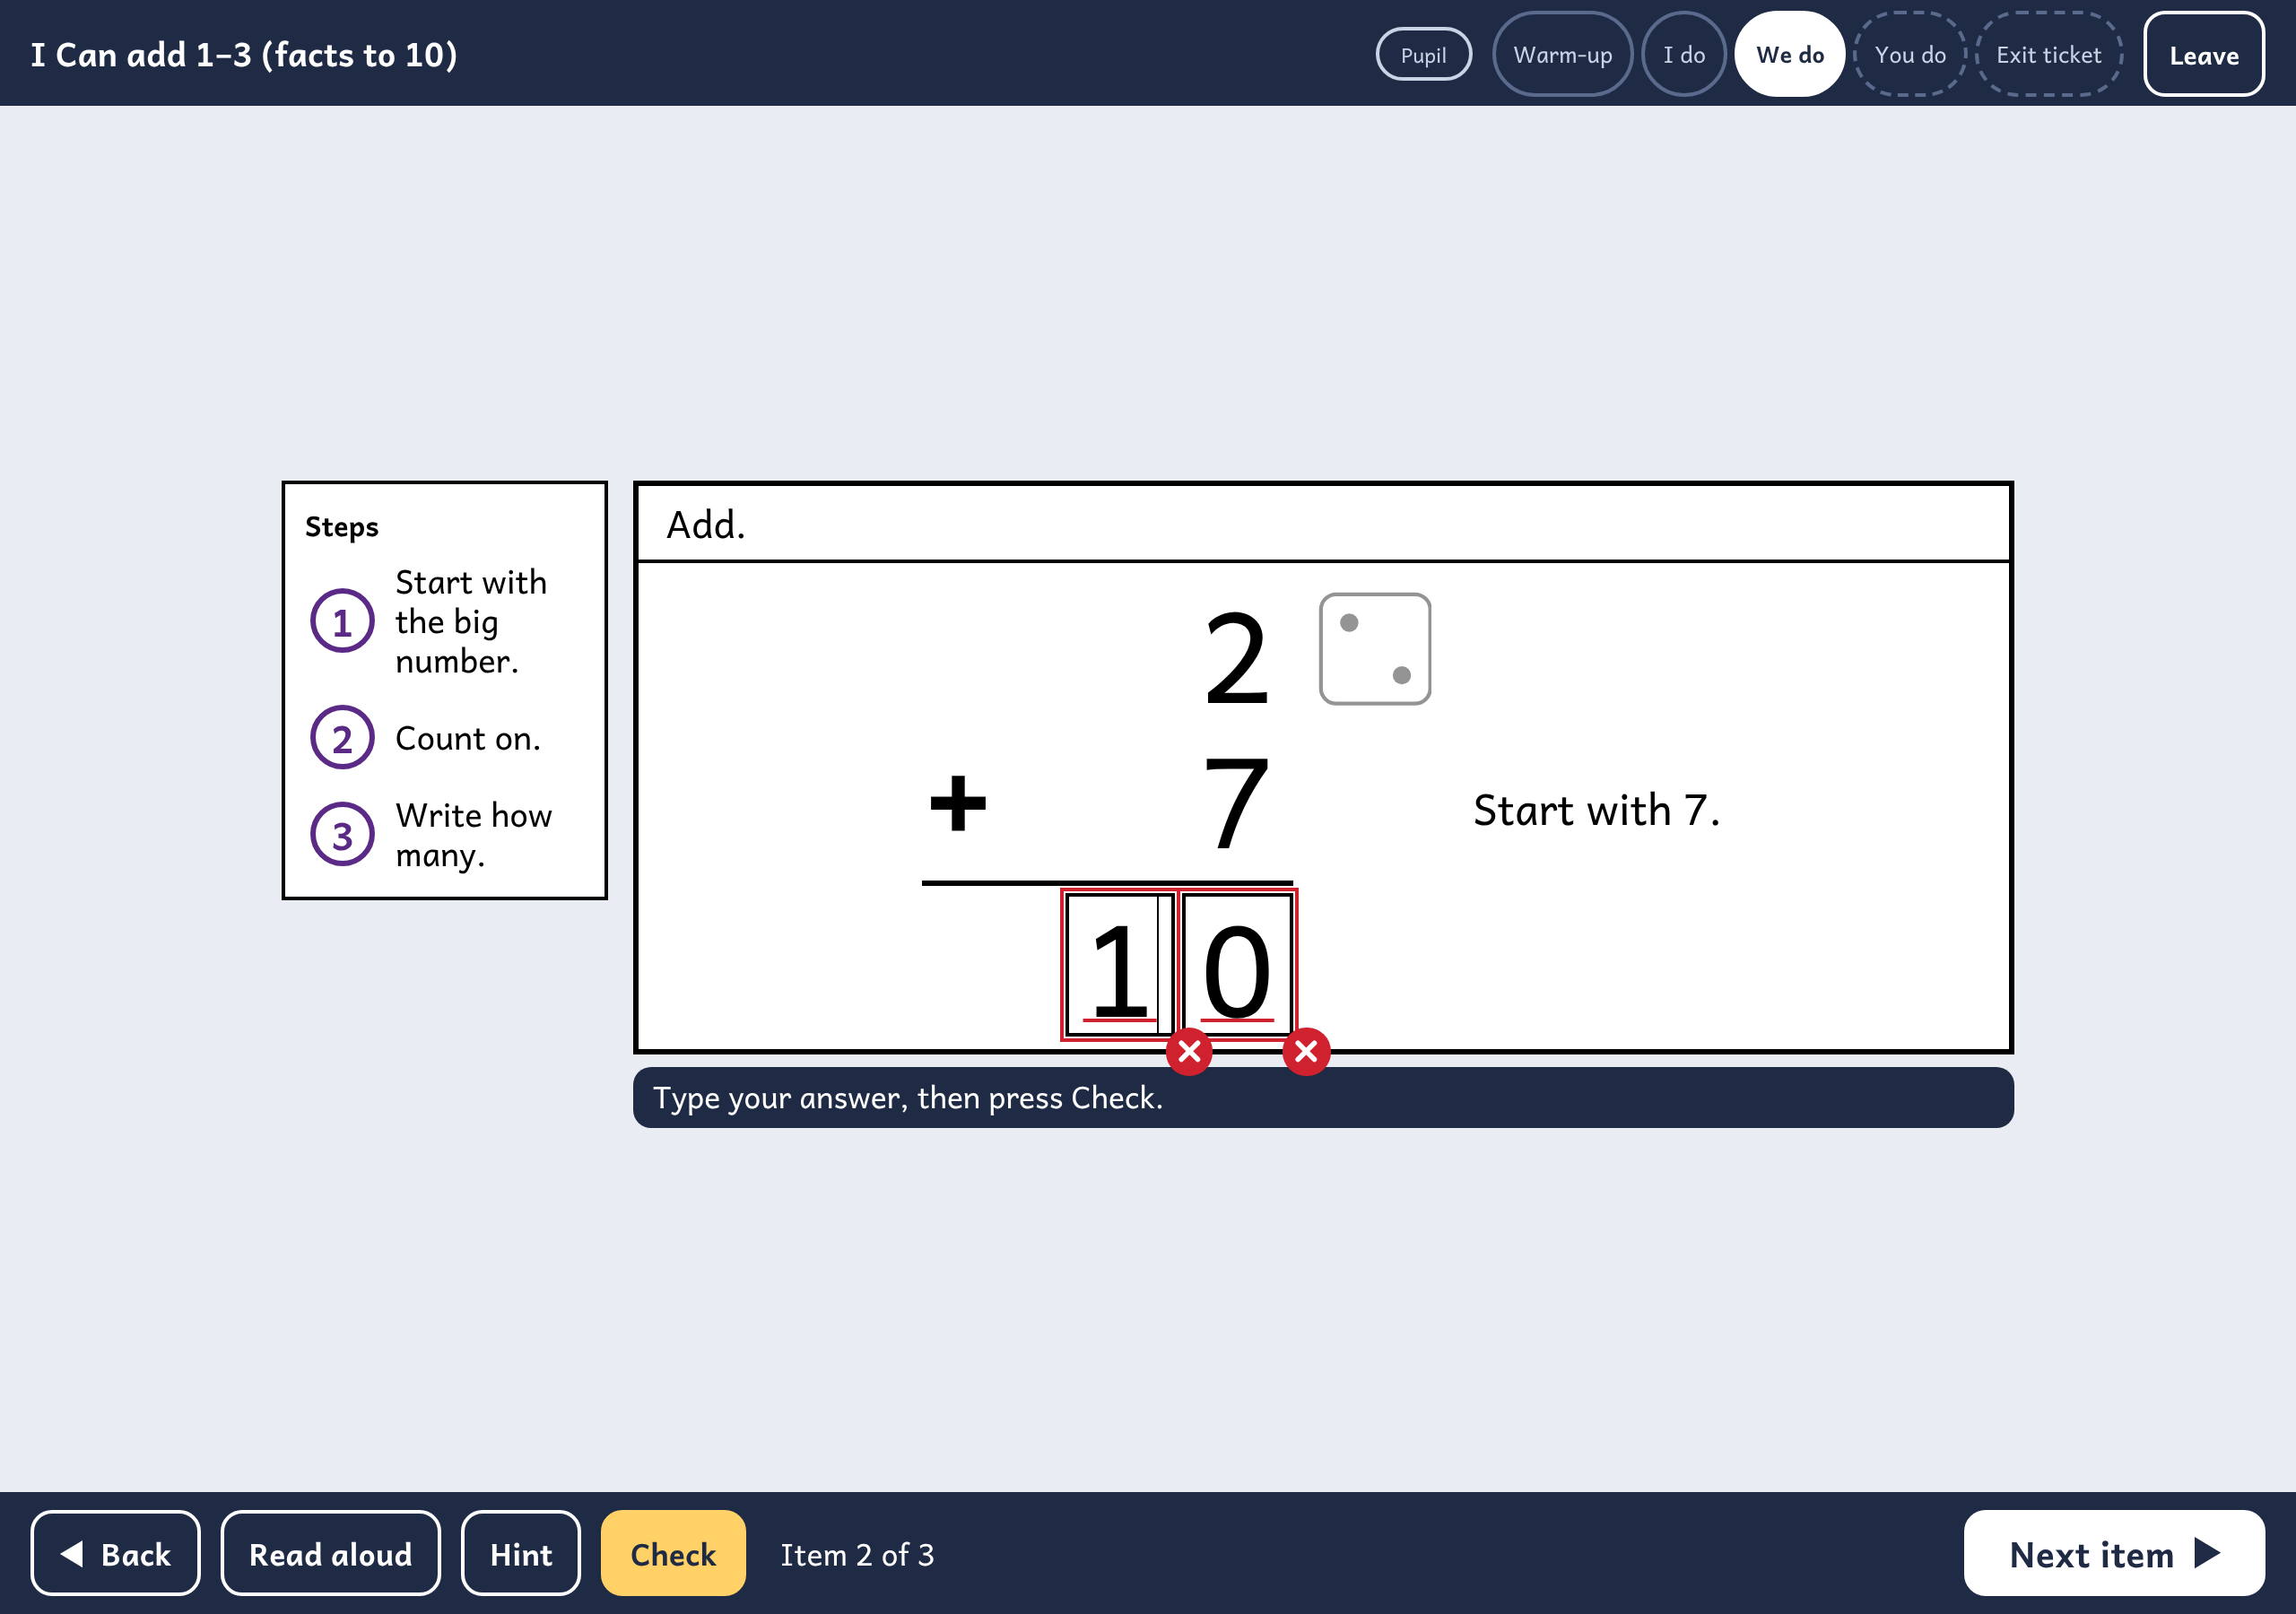 I Can add 1–3 (facts to 10)
Pupil
Warm-up
I do
We do
You do
Exit ticket
Leave
Steps
1 Start with
the big
number.
2 Count on.
3 Write how
many.
Add.
2
+ 7
Start with 7.
10
Type your answer, then press Check.
Back
Read aloud
Hint
Check
Item 2 of 3
Next item